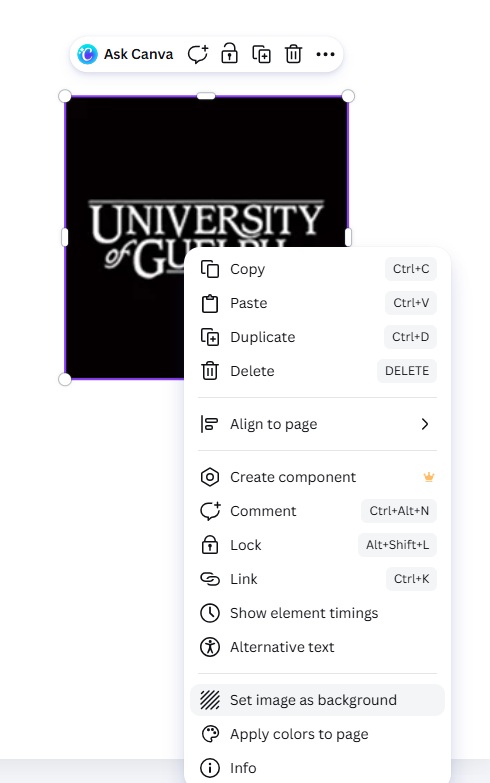 Ask Canva
UNIVERSITY
of GUELPH
Copy Ctrl+C
Paste Ctrl+V
Duplicate Ctrl+D
Delete DELETE
Align to page
Create component
Comment Ctrl+Alt+N
Lock Alt+Shift+L
Link Ctrl+K
Show element timings
Alternative text
Set image as background
Apply colors to page
Info